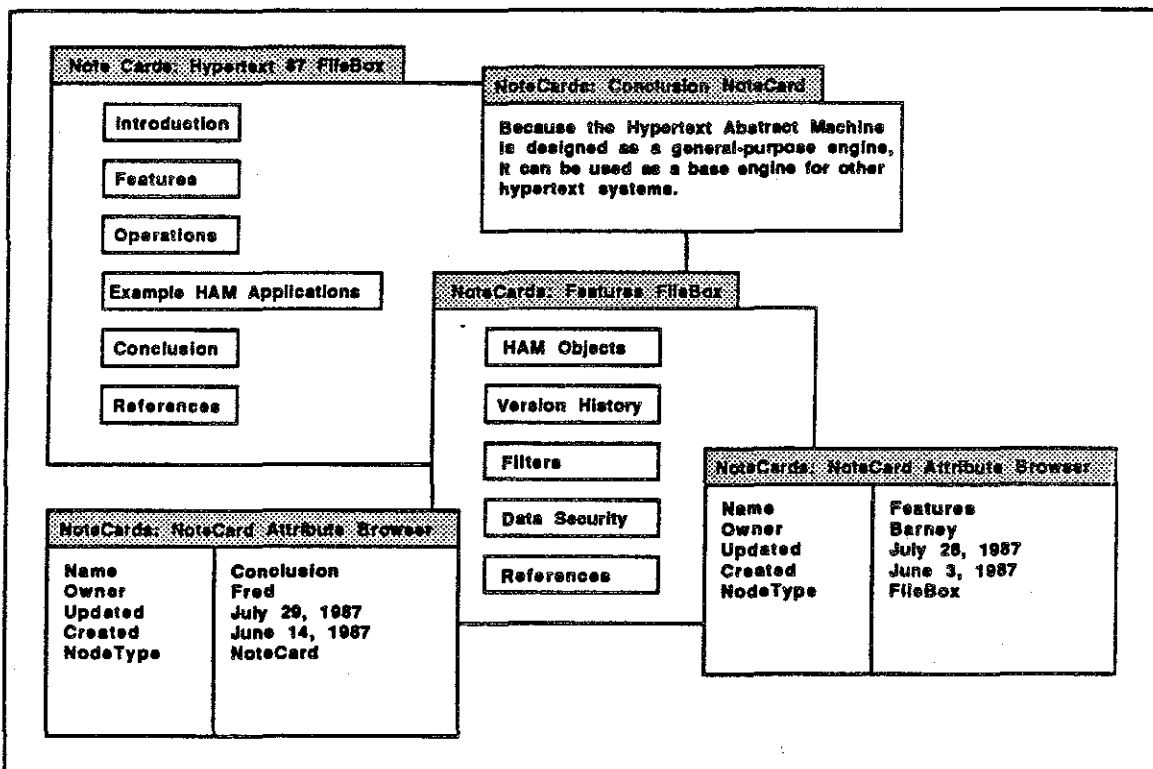 Note Cards: Hypertext 87 FileBox
Introduction
Features
Operations
Example HAM Applications
Conclusion
References
NoteCards: Conclusion NoteCard
Because the Hypertext Abstract Machine
is designed as a general-purpose engine,
it can be used as a base engine for other
hypertext systems.
NoteCards: Features FileBox
HAM Objects
Version History
Filters
Data Security
References
NoteCards: NoteCard Attribute Browser
Name Conclusion
Owner Fred
Updated July 29, 1987
Created June 14, 1987
NodeType NoteCard
NoteCards: NoteCard Attribute Browser
Name Features
Owner Barney
Updated July 28, 1987
Created June 3, 1987
NodeType FileBox